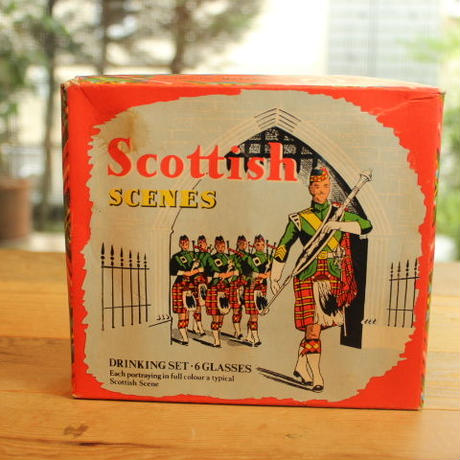 Scottish
SCENES
DRINKING SET · 6 GLASSES
Each portraying in full colour a typical
Scottish Scene